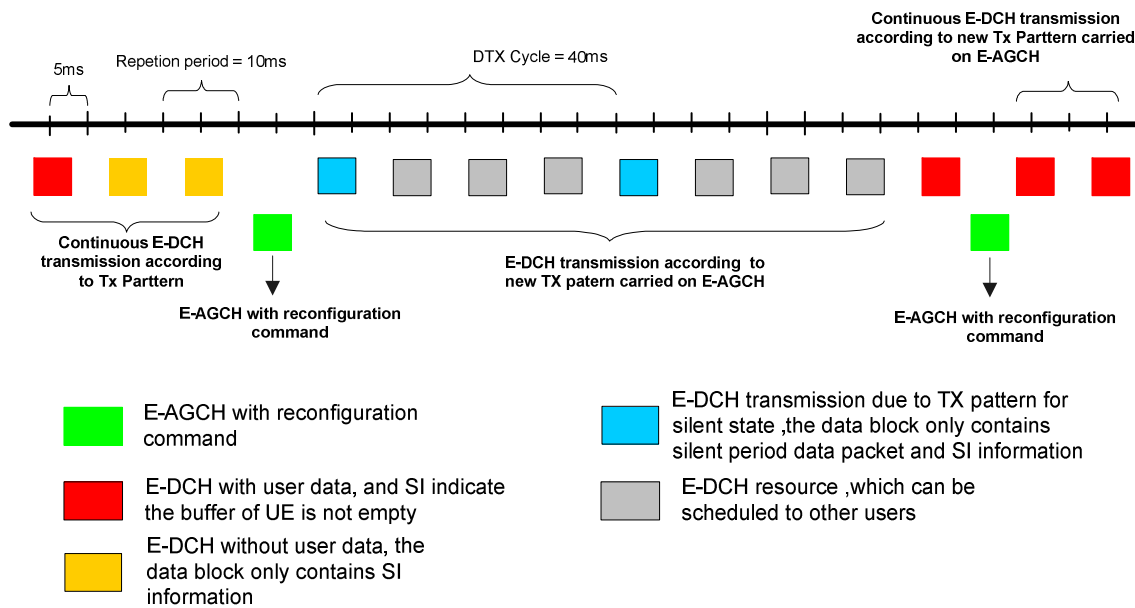 Continuous E-DCH transmission
according to new Tx Parttern carried
on E-AGCH
5ms
Repetion period = 10ms
DTX Cycle = 40ms
Continuous E-DCH
transmission according
to Tx Parttern
E-DCH transmission according to
new TX patern carried on E-AGCH
E-AGCH with reconfiguration
command
E-AGCH with reconfiguration
command
E-AGCH with reconfiguration
command
E-DCH with user data, and SI indicate
the buffer of UE is not empty
E-DCH without user data, the
data block only contains SI
information
E-DCH transmission due to TX pattern for
silent state ,the data block only contains
silent period data packet and SI information
E-DCH resource ,which can be
scheduled to other users